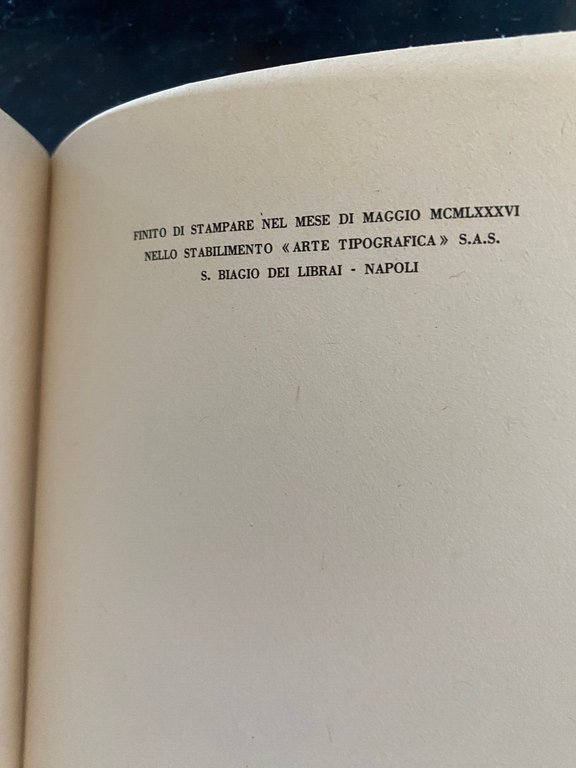 FINITO DI STAMPARE NEL MESE DI MAGGIO MCMLXXXVI
NELLO STABILIMENTO « ARTE TIPOGRAFICA » S.A.S.
S. BIAGIO DEI LIBRAI - NAPOLI